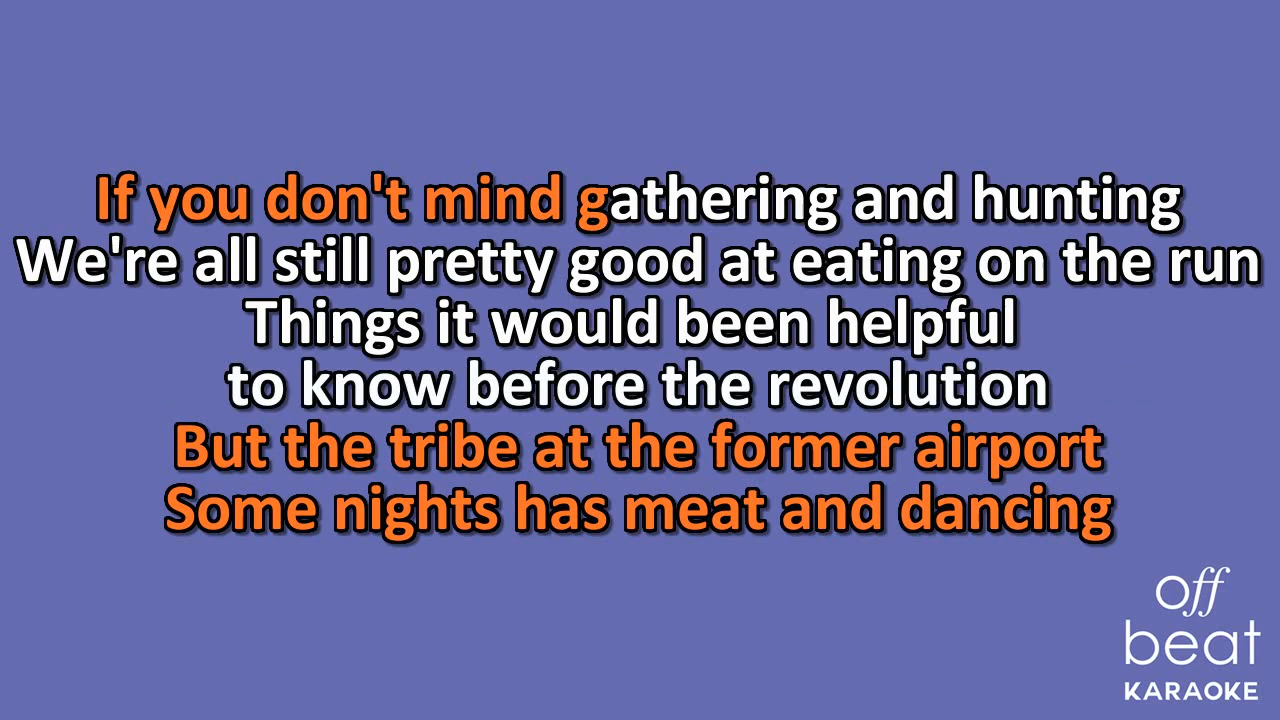 If you don't mind gathering and hunting
We're all still pretty good at eating on the run
Things it would been helpful
to know before the revolution
But the tribe at the former airport
Some nights has meat and dancing
off
beat
KARAOKE